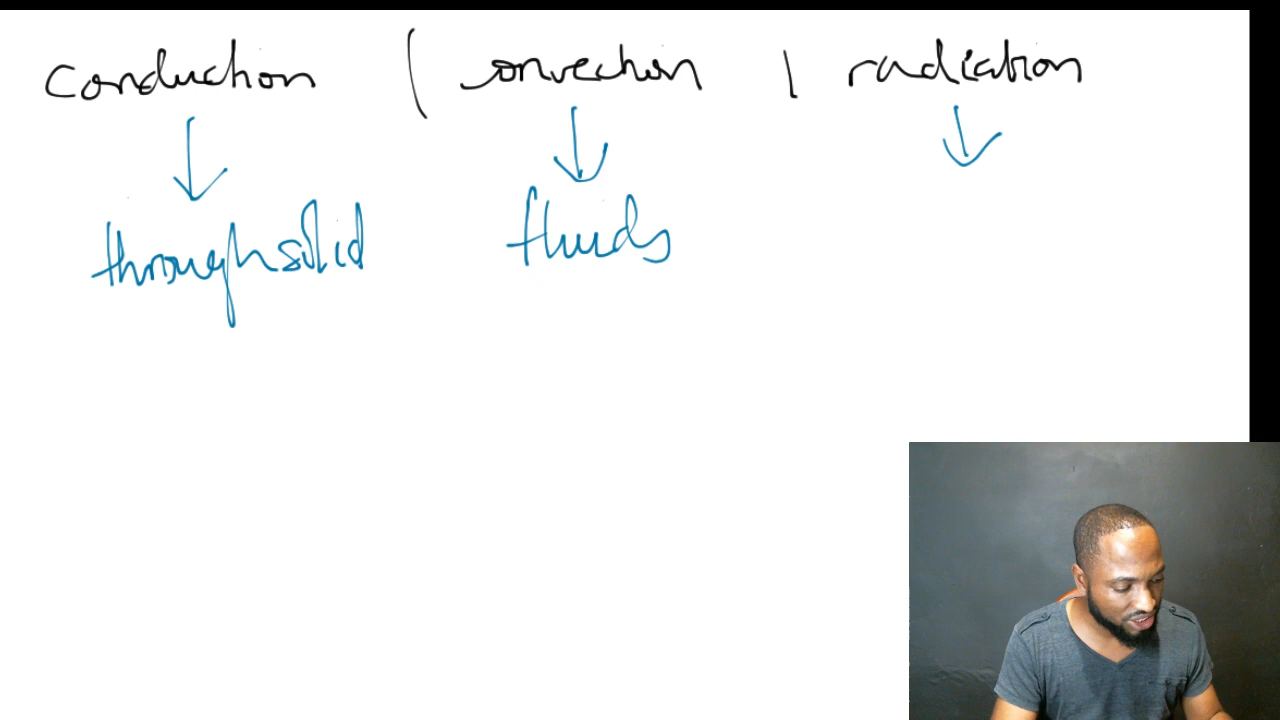 conduction | convection | radiation
through solid fluids